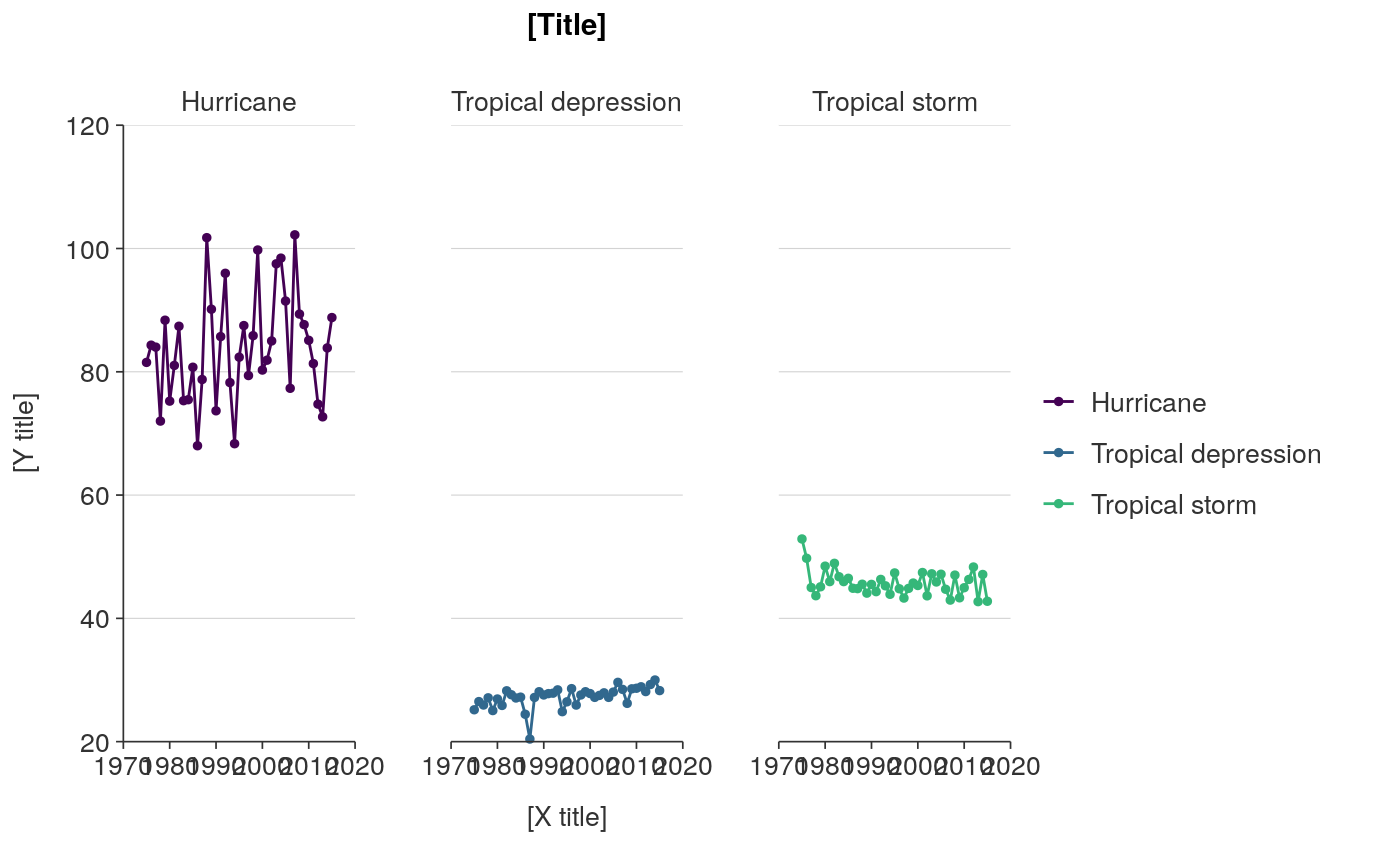 [Title]
Hurricane
Tropical depression
Tropical storm
120
100
80
60
40
20
[Y title]
1970 1980 1990 2000 2010 2020
1970 1980 1990 2000 2010 2020
1970 1980 1990 2000 2010 2020
[X title]
Hurricane
Tropical depression
Tropical storm